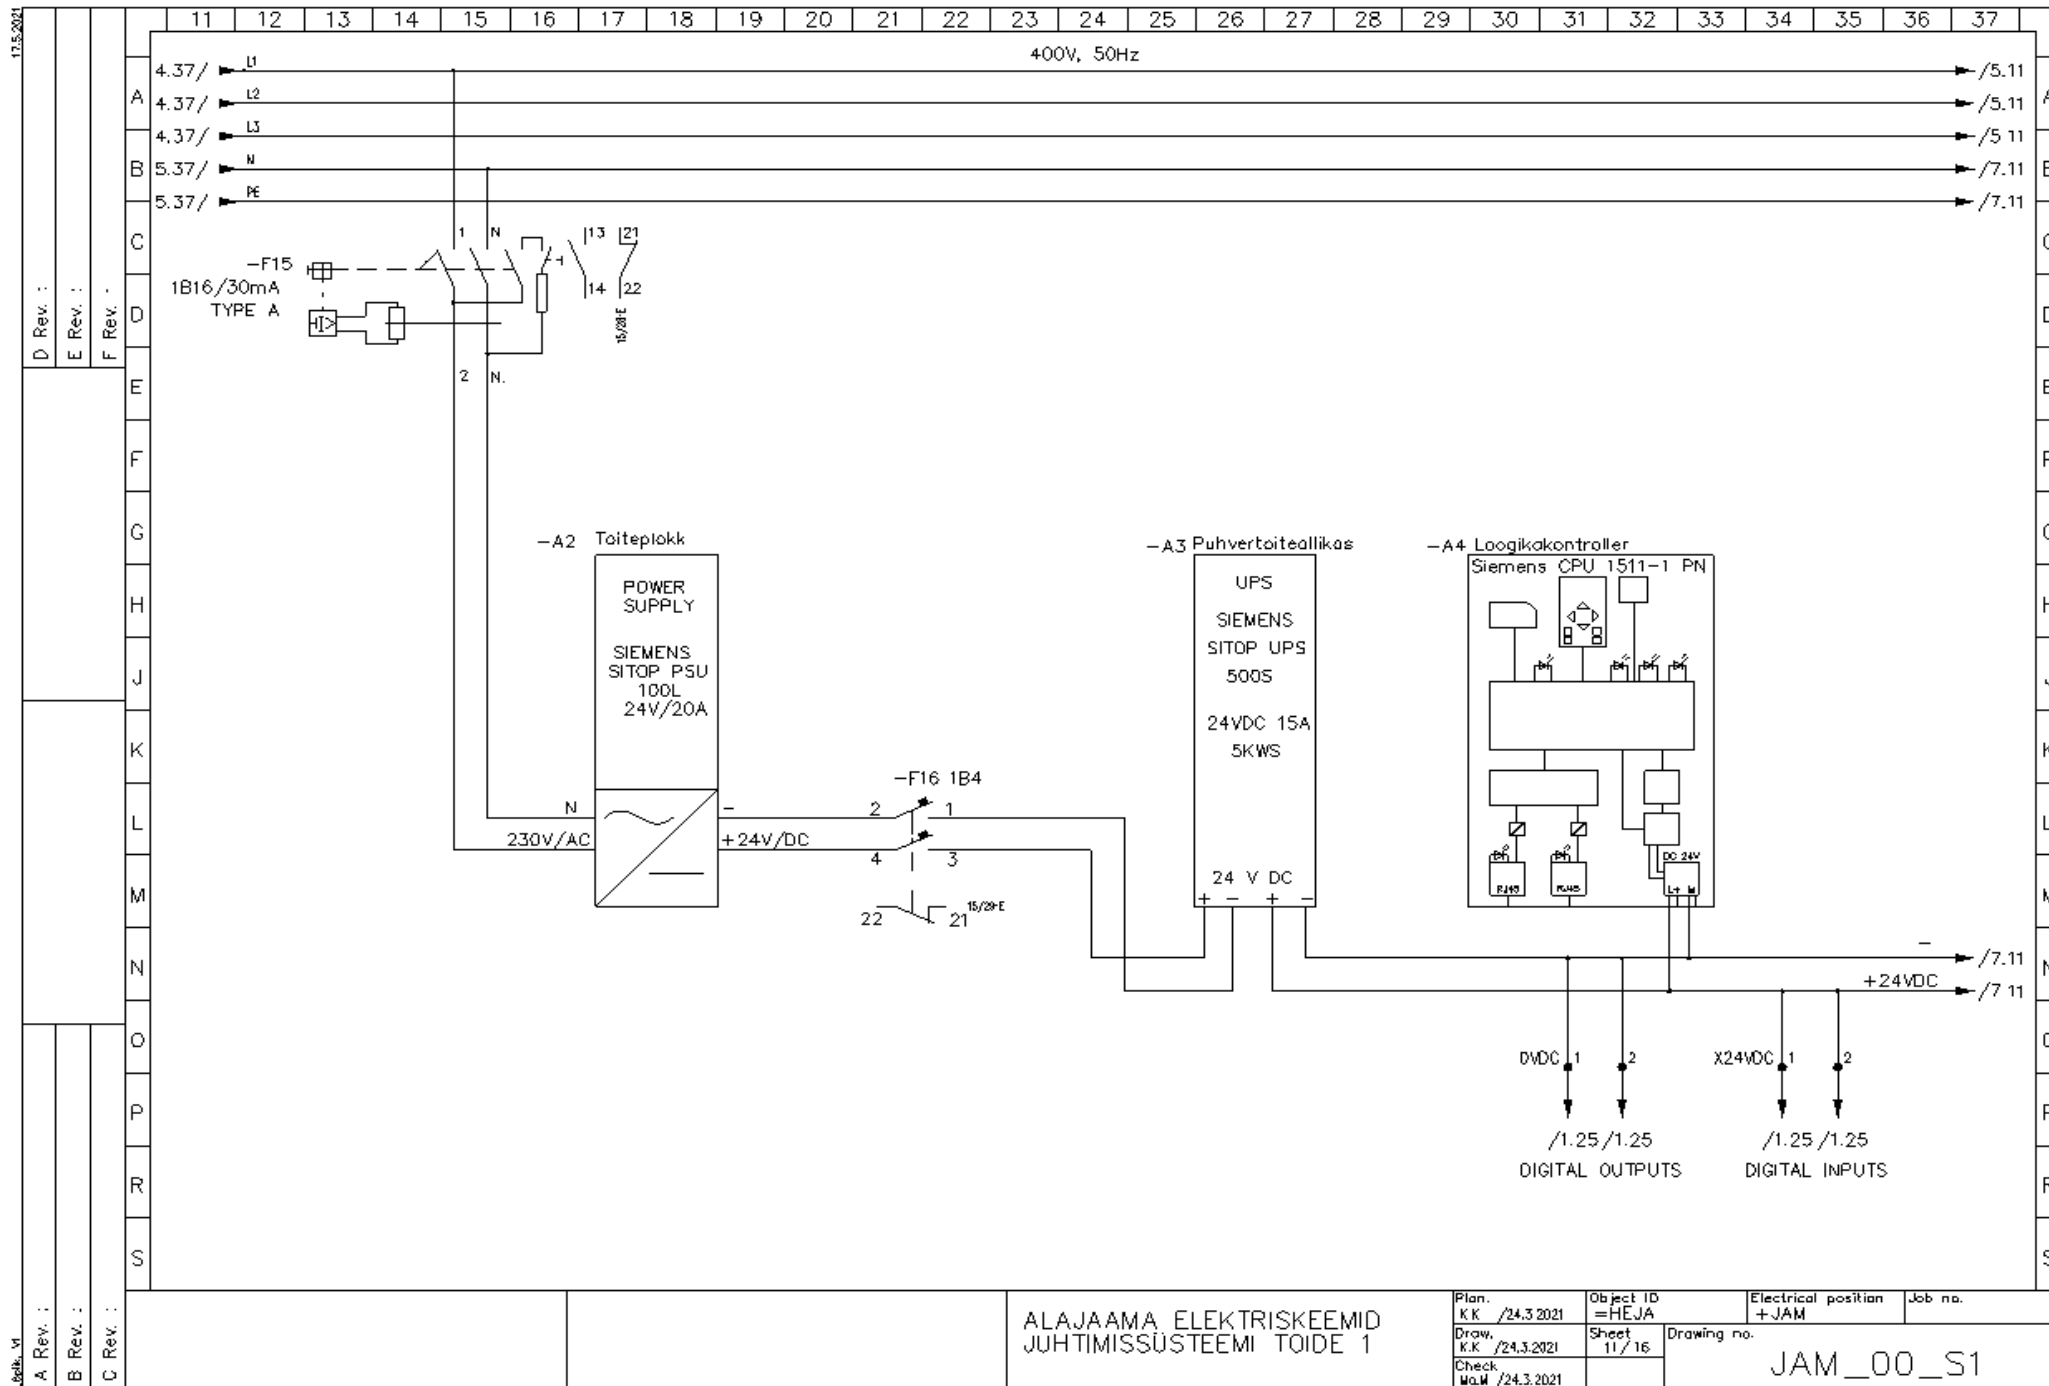 17.5.2021
11 12 13 14 15 16 17 18 19 20 21 22 23 24 25 26 27 28 29 30 31 32 33 34 35 36 37
400V, 50Hz
4.37/ L1 /5.11
A 4.37/ L2 /5.11 A
4.37/ L3 /5 11
B 5.37/ N /7.11 B
5.37/ PE /7.11
C
1 N 13 21
-F15
1B16/30mA
TYPE A
14 22
15/28-E
D
2 N.
E
F
G
-A2 Toiteplokk
-A3 Puhvertoiteallikas
-A4 Loogikakontroller
Siemens CPU 1511-1 PN
H
POWER
SUPPLY
SIEMENS
SITOP PSU
100L
24V/20A
UPS
SIEMENS
SITOP UPS
500S
24VDC 15A
5KWS
J
K
-F16 1B4
L
N - 2 1
230V/AC +24V/DC 4 3
DC 24V
24 V DC
RJ45 RJ45 L+ M
M
+ - + -
22 21 15/29-E
N
- /7.11
+24VDC /7 11
O
0VDC 1 2 X24VDC 1 2
P
/1.25 /1.25 /1.25 /1.25
DIGITAL OUTPUTS DIGITAL INPUTS
R
S
D Rev. :
E Rev. :
F Rev. :
A Rev. :
B Rev. :
C Rev. :
ALAJAAMA ELEKTRISKEEMID
JUHTIMISSÜSTEEMI TOIDE 1
Plan.
K K /24.3 2021
Object ID
=HEJA
Electrical position
+JAM
Job no.
Draw.
K.K /24.3.2021
Sheet
11/16
Drawing no.
JAM_00_S1
Check
Ma.M /24.3.2021